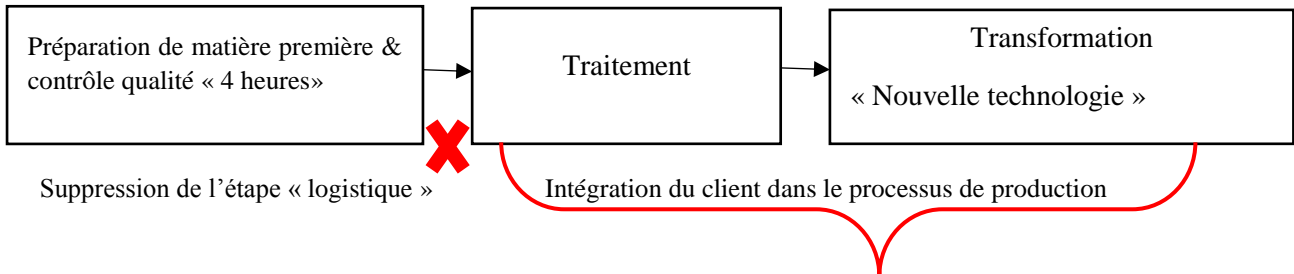 Préparation de matière première &
contrôle qualité « 4 heures»
Traitement
Transformation
« Nouvelle technologie »
Suppression de l’étape « logistique »
Intégration du client dans le processus de production